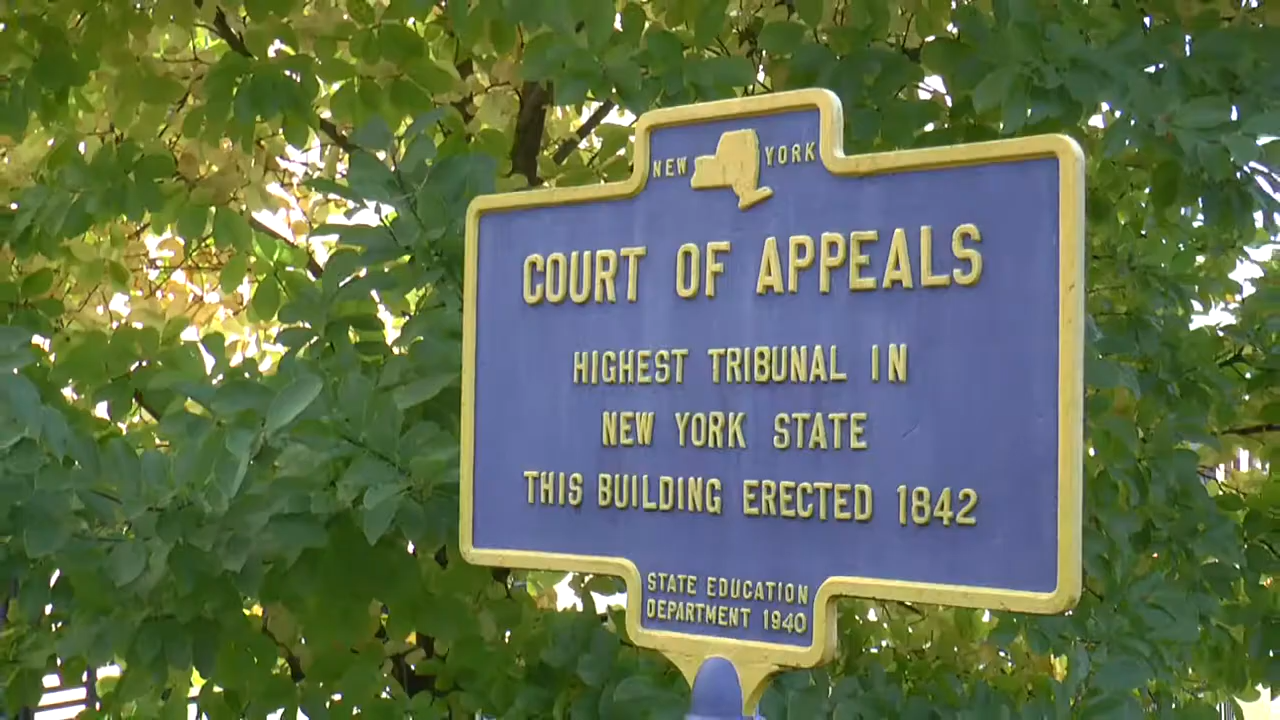 NEW YORK
COURT OF APPEALS
HIGHEST TRIBUNAL IN
NEW YORK STATE
THIS BUILDING ERECTED 1842
STATE EDUCATION
DEPARTMENT 1940